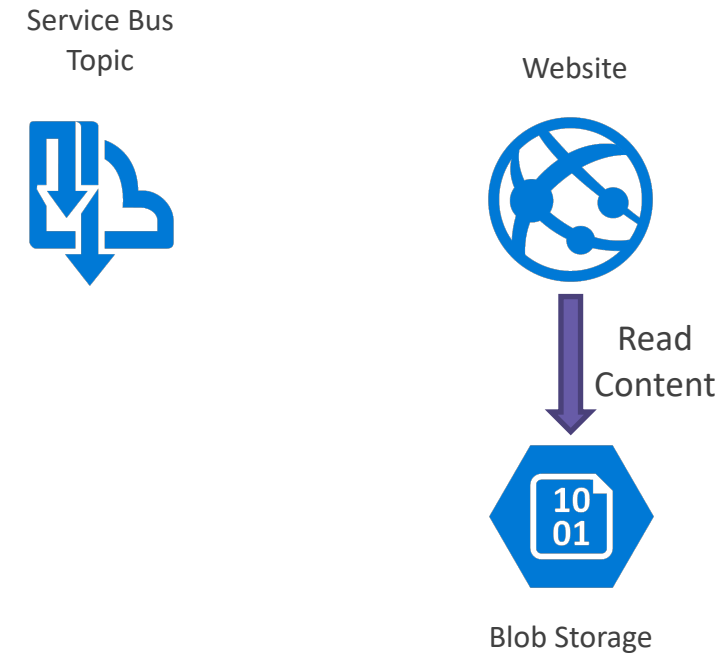 Service Bus
Topic
Website
Read
Content
10
01
Blob Storage